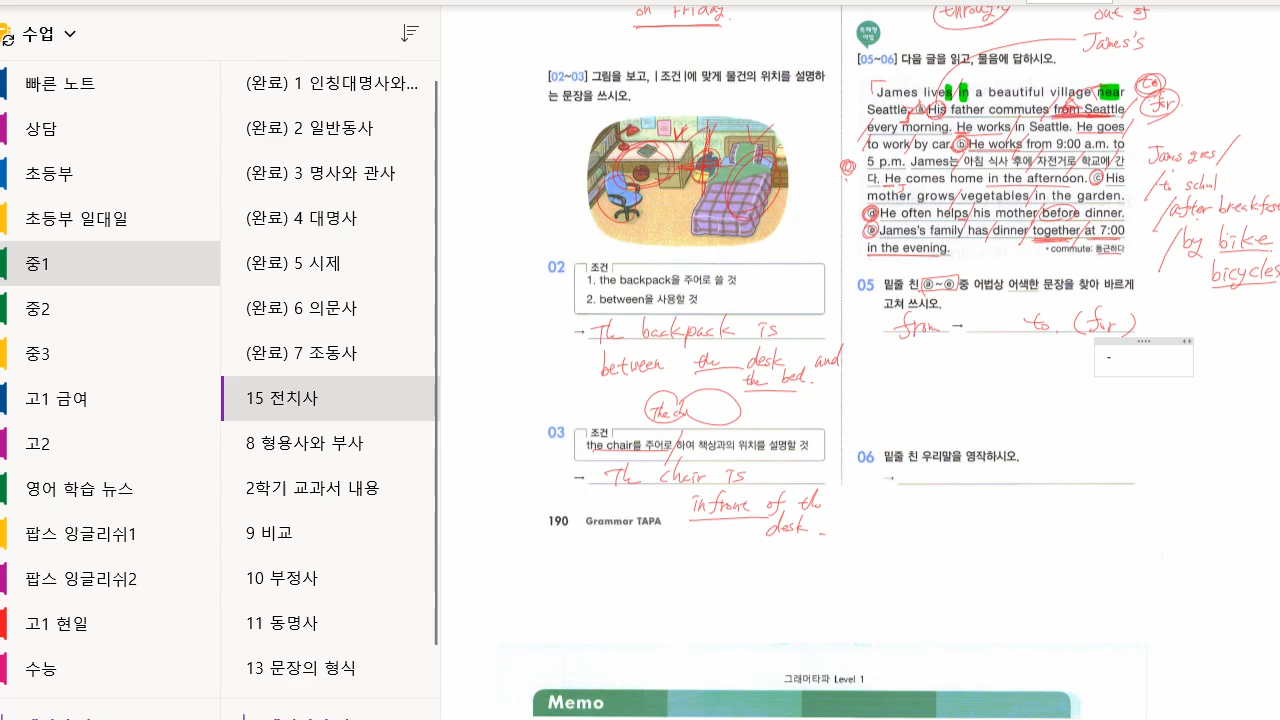 수업
빠른 노트
상담
초등부
초등부 일대일
중1
중2
중3
고1 금여
고2
영어 학습 뉴스
팝스 잉글리쉬1
팝스 잉글리쉬2
고1 현일
수능
(완료) 1 인칭대명사와...
(완료) 2 일반동사
(완료) 3 명사와 관사
(완료) 4 대명사
(완료) 5 시제
(완료) 6 의문사
(완료) 7 조동사
15 전치사
8 형용사와 부사
2학기 교과서 내용
9 비교
10 부정사
11 동명사
13 문장의 형식
on Friday.
[02~03] 그림을 보고, |조건|에 맞게 물건의 위치를 설명하
는 문장을 쓰시오.
02
조건
1. the backpack을 주어로 쓸 것
2. between을 사용할 것
→ The backpack is
between the desk and
the bed.
The ch
03
조건
the chair를 주어로 하여 책상과의 위치를 설명할 것
→ The chair is
infront of the
desk.
190 Grammar TAPA
through
out of
James's
독해형
어법
[05~06] 다음 글을 읽고, 물음에 답하시오.
James lives in a beautiful village near
Seattle. ⓐHis father commutes from Seattle
every morning. He works in Seattle. He goes
to work by car. ⓑHe works from 9:00 a.m. to
5 p.m. James는 아침 식사 후에 자전거로 학교에 간
다. He comes home in the afternoon. ⓒHis
mother grows vegetables in the garden.
ⓓHe often helps his mother before dinner.
ⓔJames's family has dinner together at 7:00
in the evening.
* commute: 통근하다
to
for
James goes
to schul
after breakfast
by bike
bicycles
05 밑줄 친 ⓐ~ⓔ 중 어법상 어색한 문장을 찾아 바르게
고쳐 쓰시오.
from → to. (for)
-
06 밑줄 친 우리말을 영작하시오.
→
그래머타파 Level 1
Memo